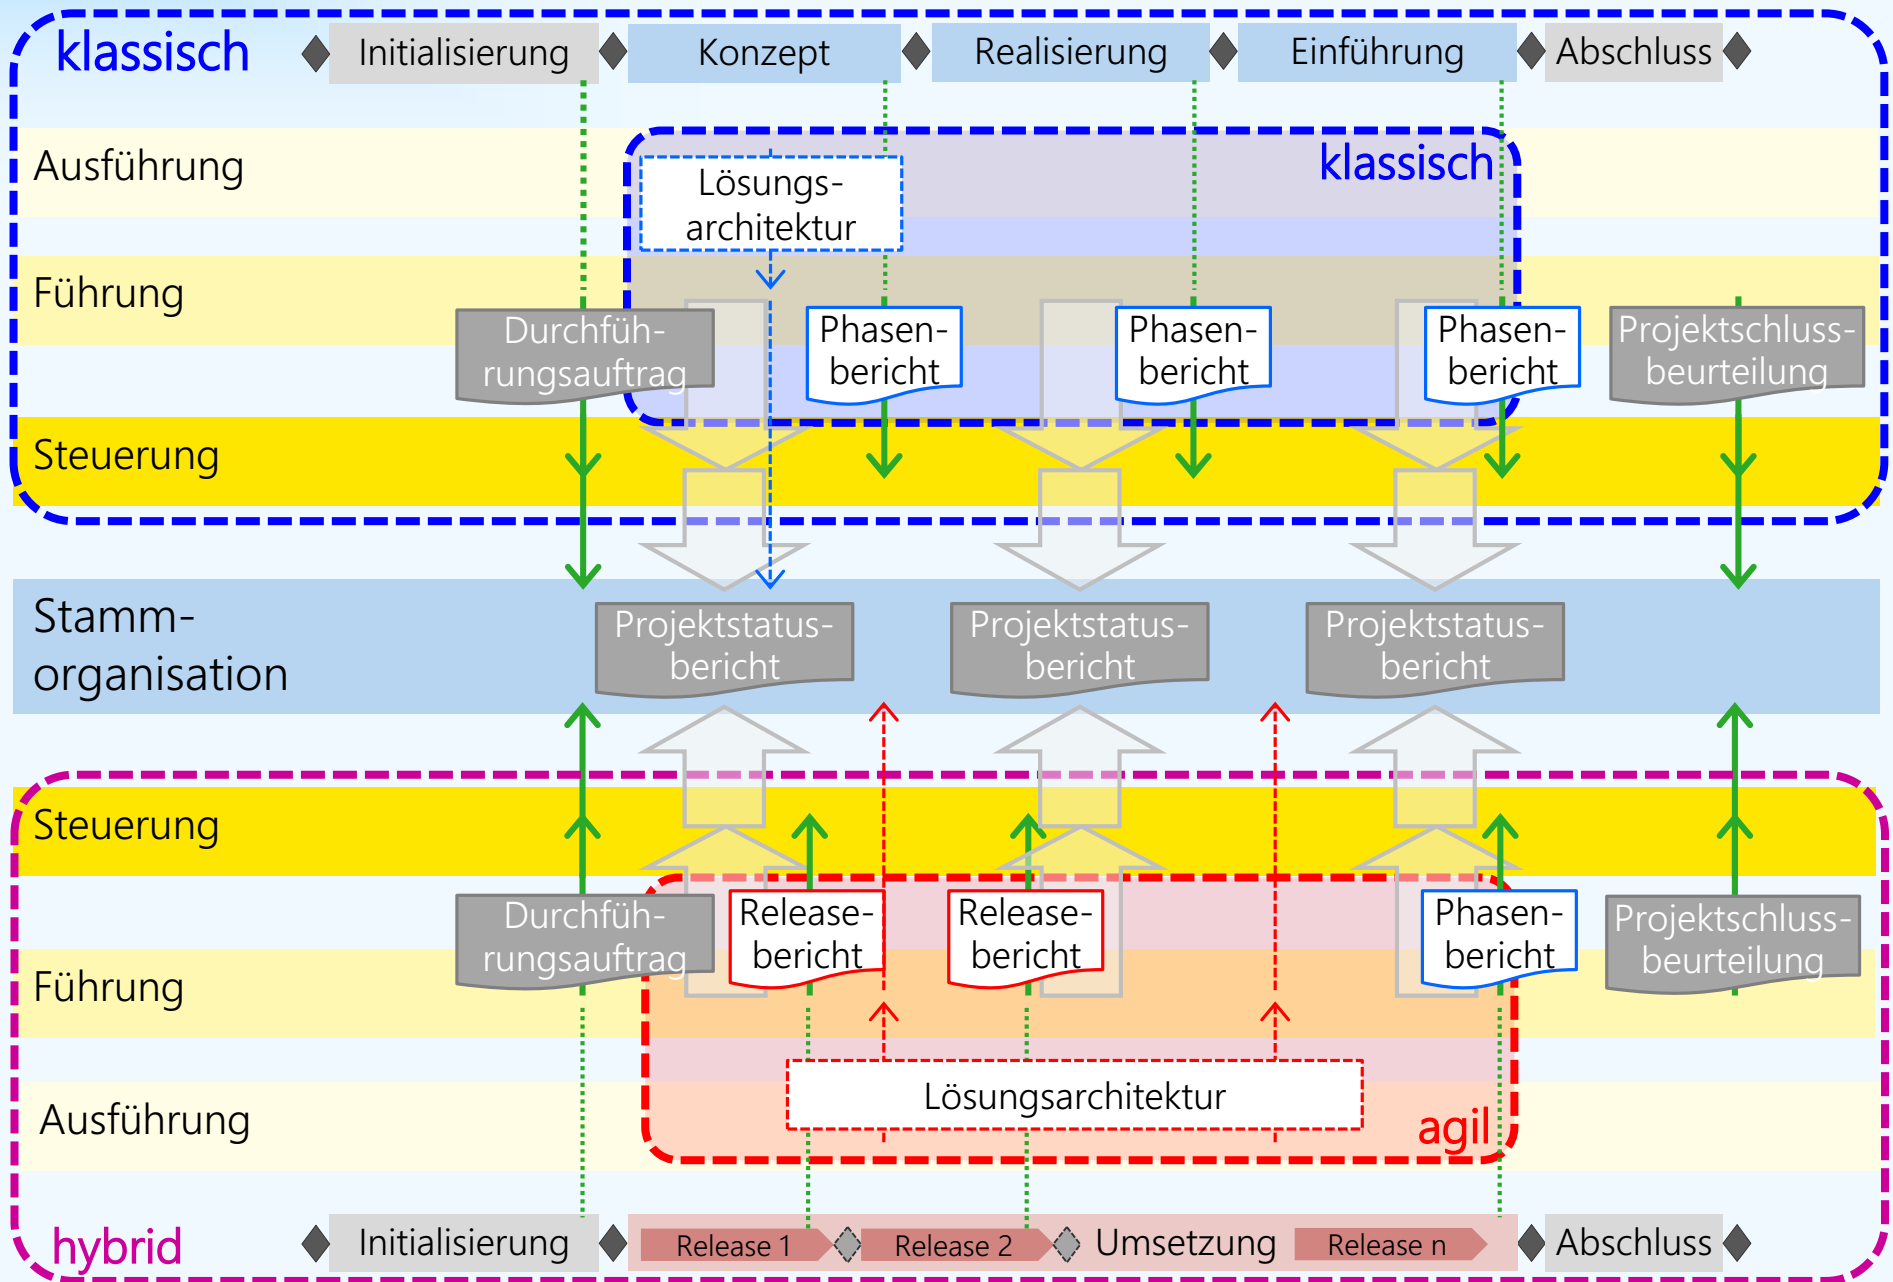 klassisch
Initialisierung
Konzept
Realisierung
Einführung
Abschluss
Ausführung
klassisch
Lösungs-
architektur
Führung
Durchfüh-
rungsauftrag
Phasen-
bericht
Phasen-
bericht
Phasen-
bericht
Projektschluss-
beurteilung
Steuerung
Stamm-
organisation
Projektstatus-
bericht
Projektstatus-
bericht
Projektstatus-
bericht
Steuerung
Durchfüh-
rungsauftrag
Release-
bericht
Release-
bericht
Phasen-
bericht
Projektschluss-
beurteilung
Führung
Lösungsarchitektur
Ausführung
agil
hybrid
Initialisierung
Release 1
Release 2
Umsetzung
Release n
Abschluss